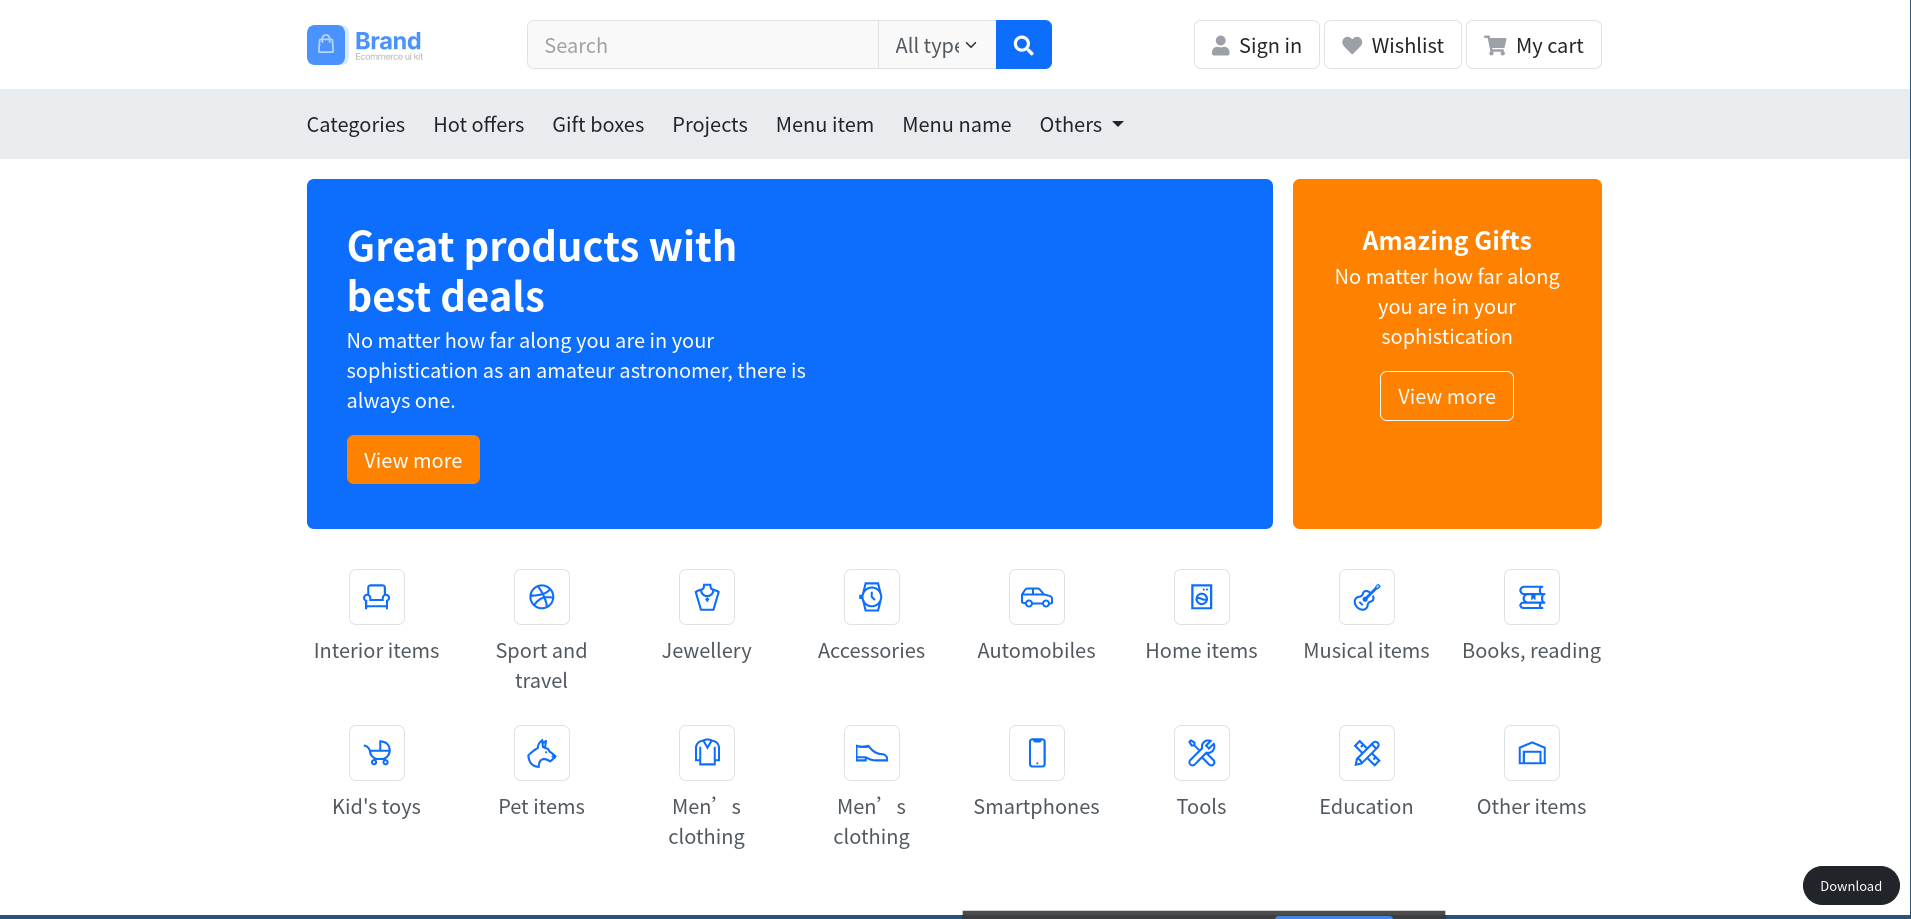 Brand
Ecommerce ui kit
Search
All type
Sign in
Wishlist
My cart
Categories
Hot offers
Gift boxes
Projects
Menu item
Menu name
Others
Great products with
best deals
No matter how far along you are in your
sophistication as an amateur astronomer, there is
always one.
View more
Amazing Gifts
No matter how far along
you are in your
sophistication
View more
Interior items
Sport and
travel
Jewellery
Accessories
Automobiles
Home items
Musical items
Books, reading
Kid's toys
Pet items
Men’s
clothing
Men’s
clothing
Smartphones
Tools
Education
Other items
Download